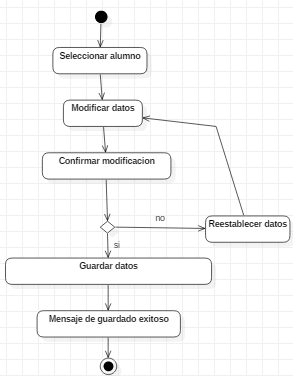 Seleccionar alumno
Modificar datos
Confirmar modificacion
no
Reestablecer datos
si
Guardar datos
Mensaje de guardado exitoso